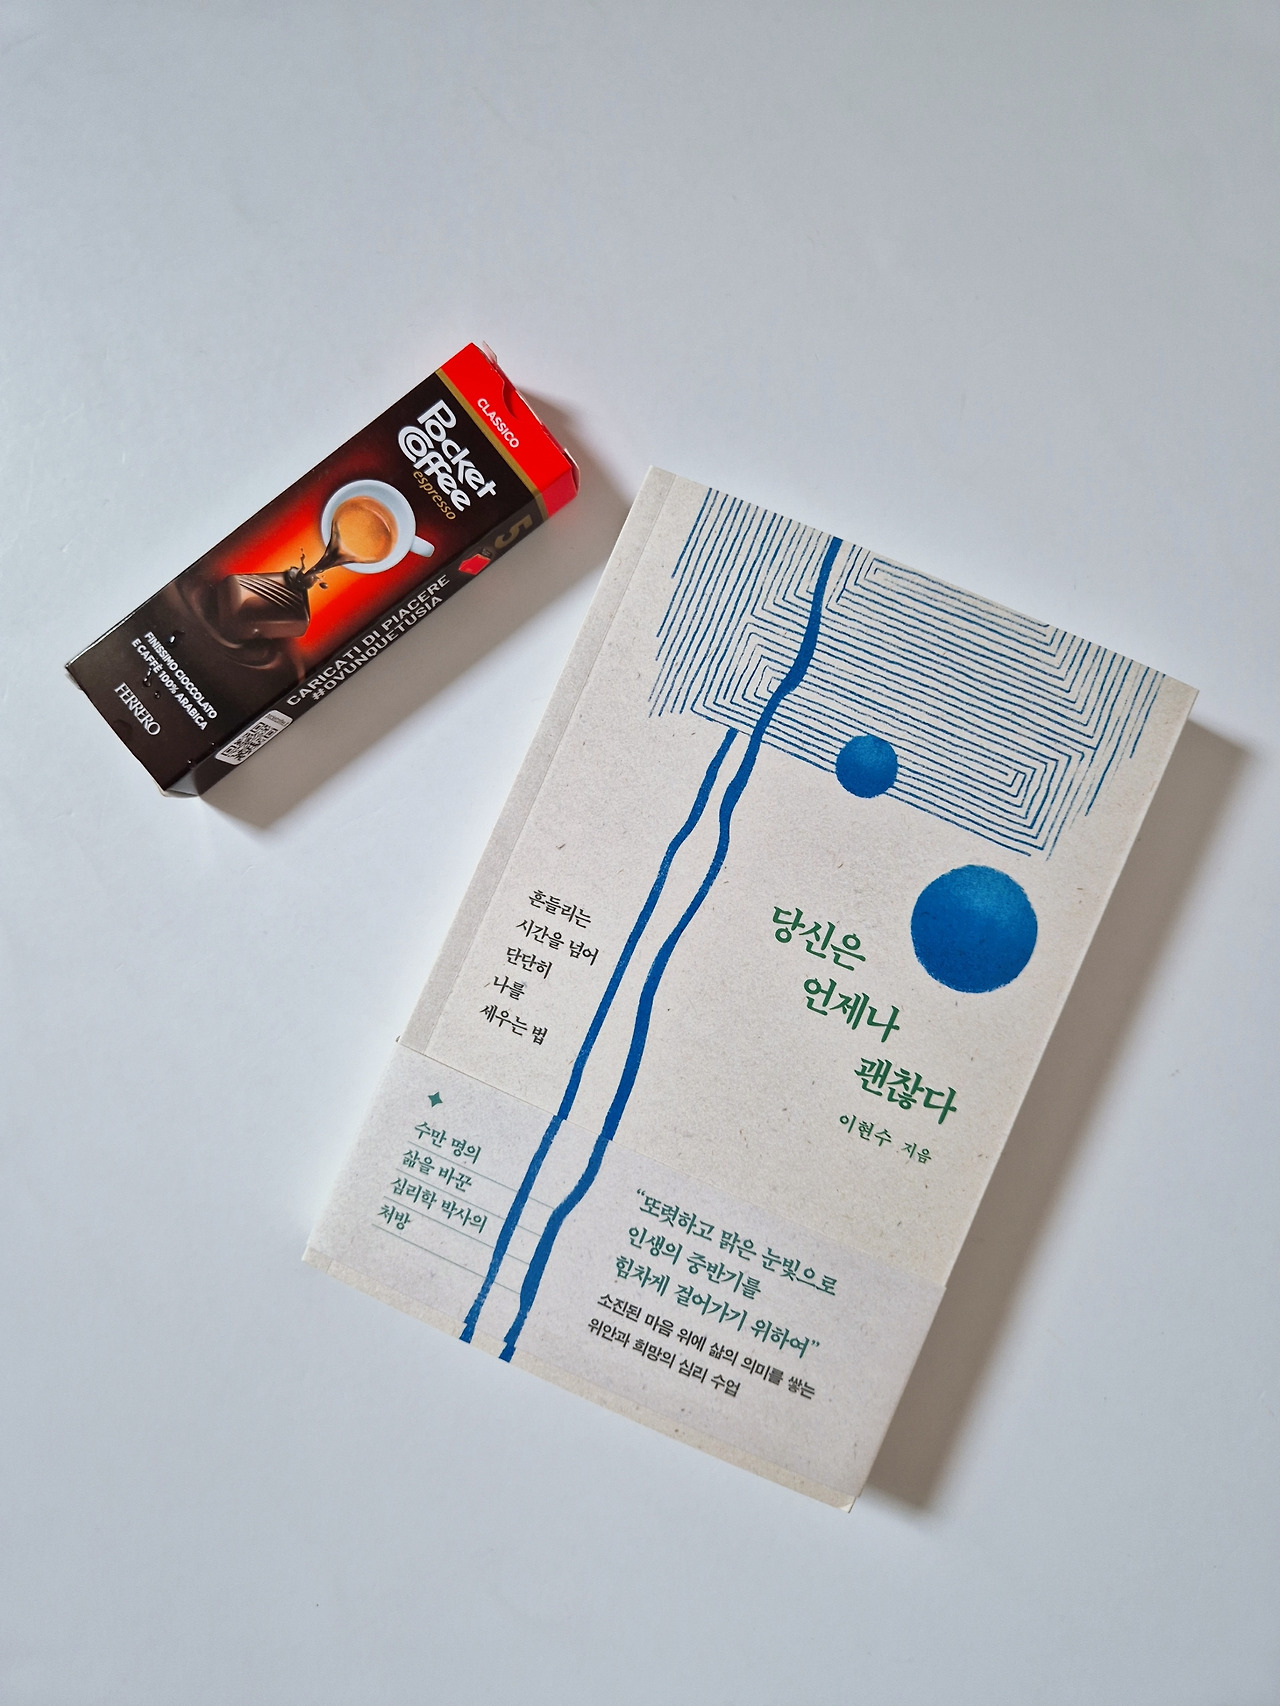 CLASSICO
Pocket
Coffee
espresso
FINISSIMO CIOCCOLATO
E CAFFÈ 100% ARABICA
FERRERO
5
CARICATI DI PIACERE
#OVUNQUETUSIA
흔들리는
시간을 넘어
단단히
나를
세우는 법
당신은
언제나
괜찮다
이현수 지음
수만 명의
삶을 바꾼
심리학 박사의
처방
“또렷하고 맑은 눈빛으로
인생의 중반기를
힘차게 걸어가기 위하여”
소진된 마음 위에 삶의 의미를 쌓는
위안과 희망의 심리 수업